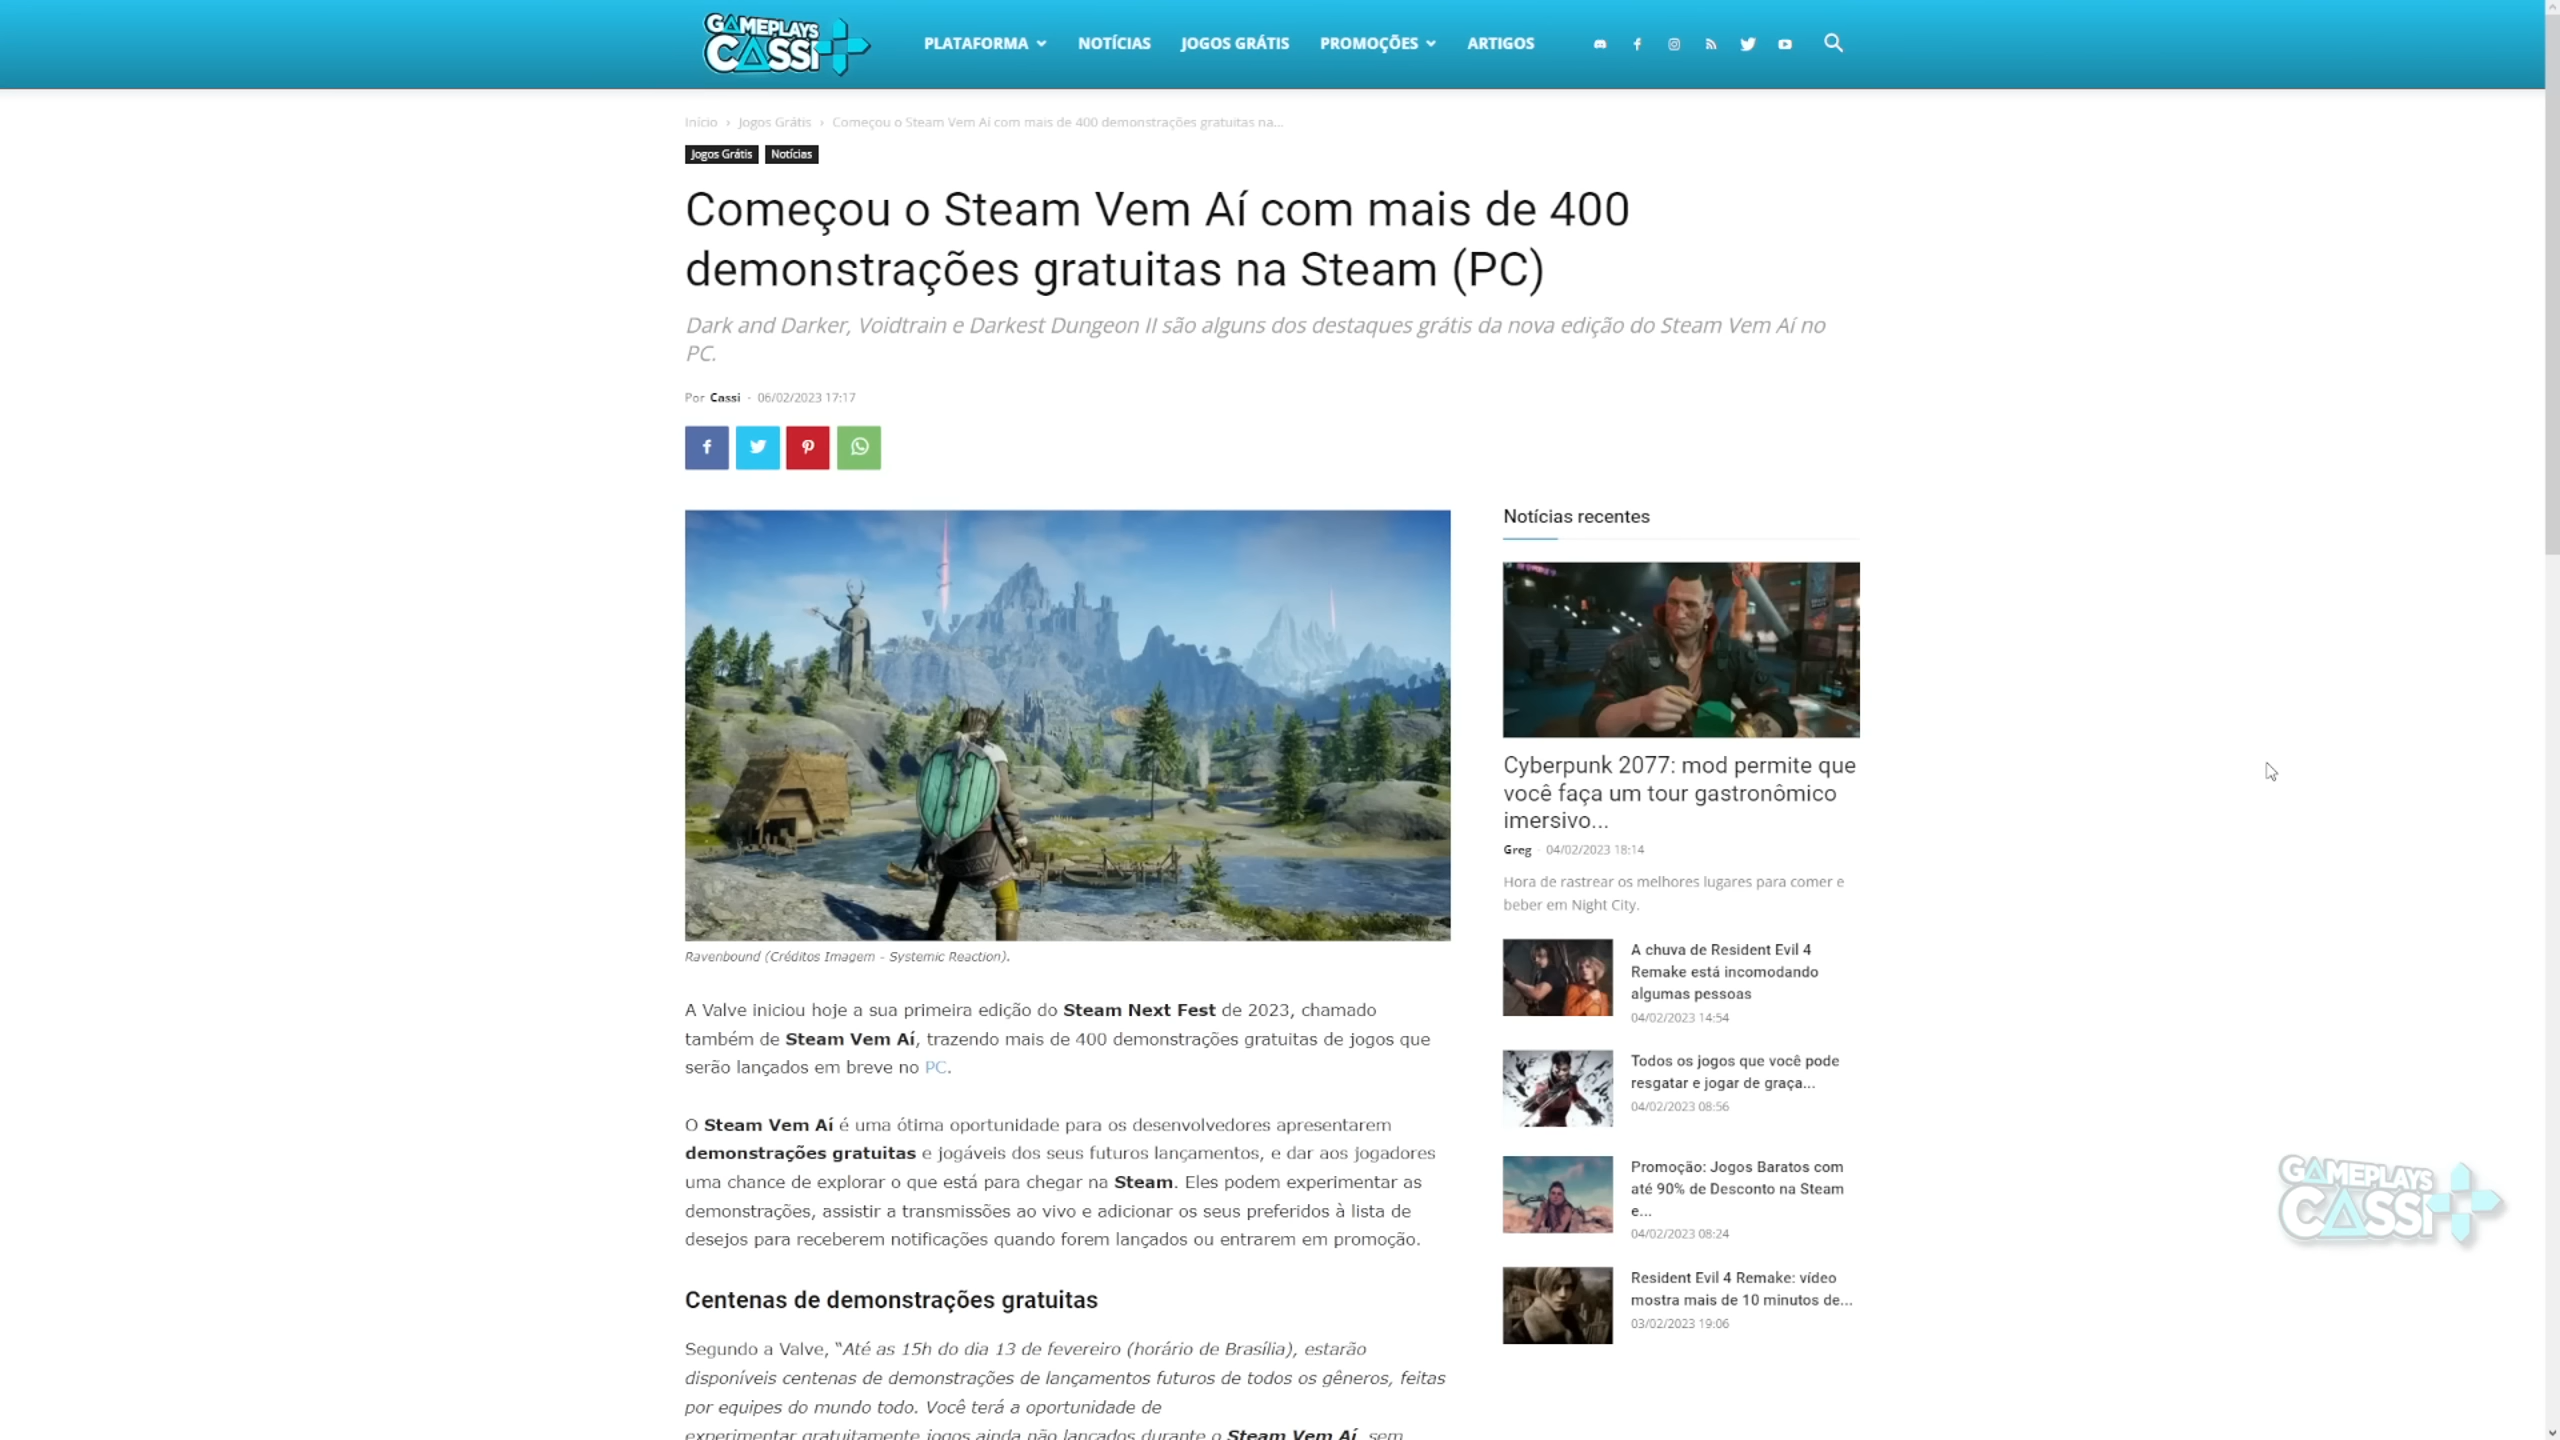 GAMEPLAYS
CASSI
PLATAFORMA NOTÍCIAS JOGOS GRÁTIS PROMOÇÕES ARTIGOS
Início › Jogos Grátis › Começou o Steam Vem Aí com mais de 400 demonstrações gratuitas na...
Jogos Grátis Notícias
Começou o Steam Vem Aí com mais de 400
demonstrações gratuitas na Steam (PC)
Dark and Darker, Voidtrain e Darkest Dungeon II são alguns dos destaques grátis da nova edição do Steam Vem Aí no
PC.
Por Cassi - 06/02/2023 17:17
Ravenbound (Créditos Imagem - Systemic Reaction).
A Valve iniciou hoje a sua primeira edição do Steam Next Fest de 2023, chamado
também de Steam Vem Aí, trazendo mais de 400 demonstrações gratuitas de jogos que
serão lançados em breve no PC.
O Steam Vem Aí é uma ótima oportunidade para os desenvolvedores apresentarem
demonstrações gratuitas e jogáveis dos seus futuros lançamentos, e dar aos jogadores
uma chance de explorar o que está para chegar na Steam. Eles podem experimentar as
demonstrações, assistir a transmissões ao vivo e adicionar os seus preferidos à lista de
desejos para receberem notificações quando forem lançados ou entrarem em promoção.
Centenas de demonstrações gratuitas
Segundo a Valve, "Até as 15h do dia 13 de fevereiro (horário de Brasília), estarão
disponíveis centenas de demonstrações de lançamentos futuros de todos os gêneros, feitas
por equipes do mundo todo. Você terá a oportunidade de
experimentar gratuitamente jogos ainda não lançados durante o Steam Vem Aí, sem
Notícias recentes
Cyberpunk 2077: mod permite que
você faça um tour gastronômico
imersivo...
Greg - 04/02/2023 18:14
Hora de rastrear os melhores lugares para comer e
beber em Night City.
A chuva de Resident Evil 4
Remake está incomodando
algumas pessoas
04/02/2023 14:54
Todos os jogos que você pode
resgatar e jogar de graça...
04/02/2023 08:56
Promoção: Jogos Baratos com
até 90% de Desconto na Steam
e...
04/02/2023 08:24
Resident Evil 4 Remake: vídeo
mostra mais de 10 minutos de...
03/02/2023 19:06
GAMEPLAYS
CASSI